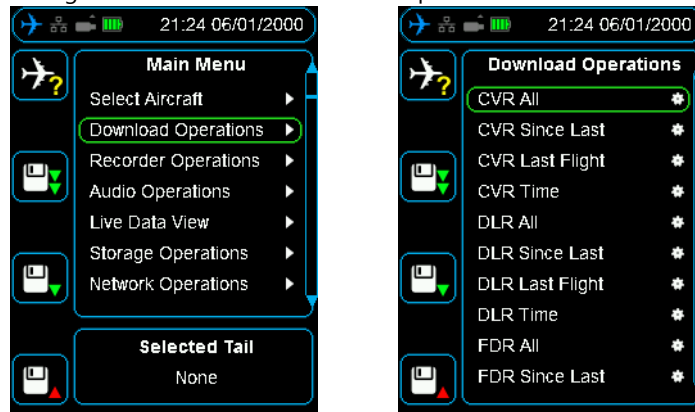 21:24 06/01/2000
Main Menu
Select Aircraft
Download Operations
Recorder Operations
Audio Operations
Live Data View
Storage Operations
Network Operations
Selected Tail
None
21:24 06/01/2000
Download Operations
CVR All
CVR Since Last
CVR Last Flight
CVR Time
DLR All
DLR Since Last
DLR Last Flight
DLR Time
FDR All
FDR Since Last